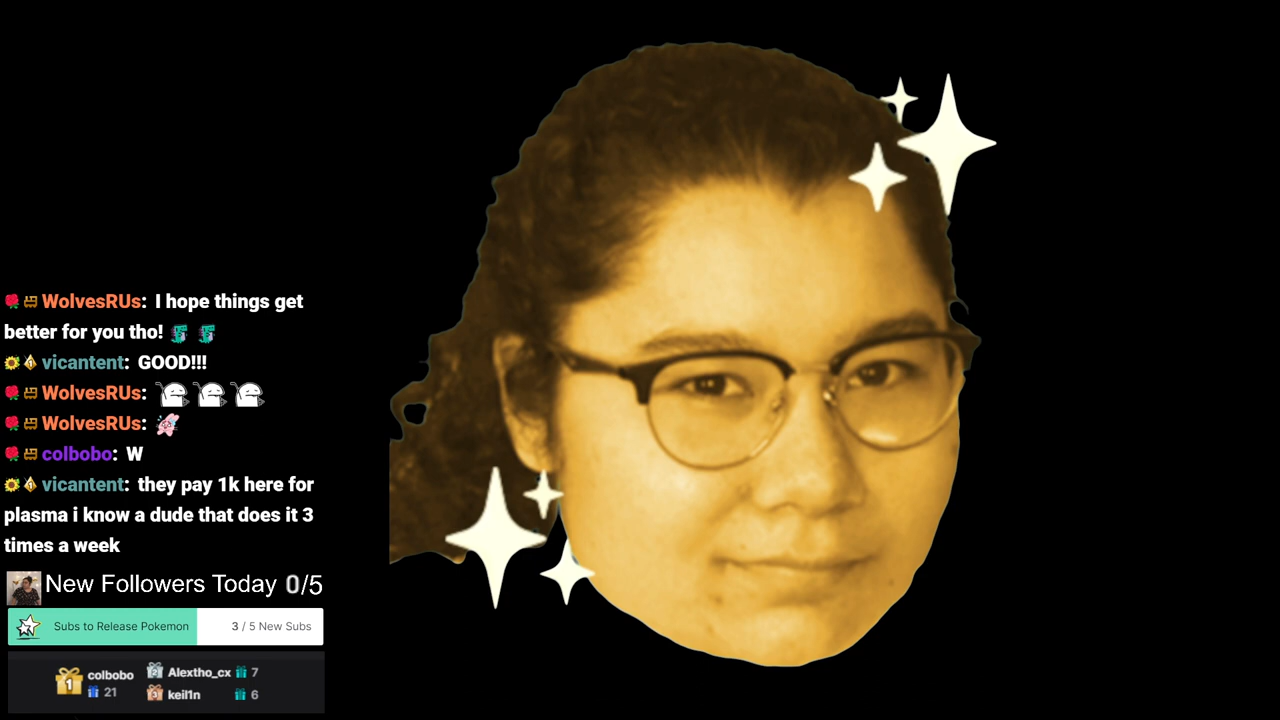 WolvesRUs: I hope things get
better for you tho!
vicantent: GOOD!!!
WolvesRUs:
WolvesRUs:
colbobo: W
vicantent: they pay 1k here for
plasma i know a dude that does it 3
times a week
New Followers Today 0/5
Subs to Release Pokemon 3 / 5 New Subs
1 colbobo 21
Alextho_cx 7
keil1n 6